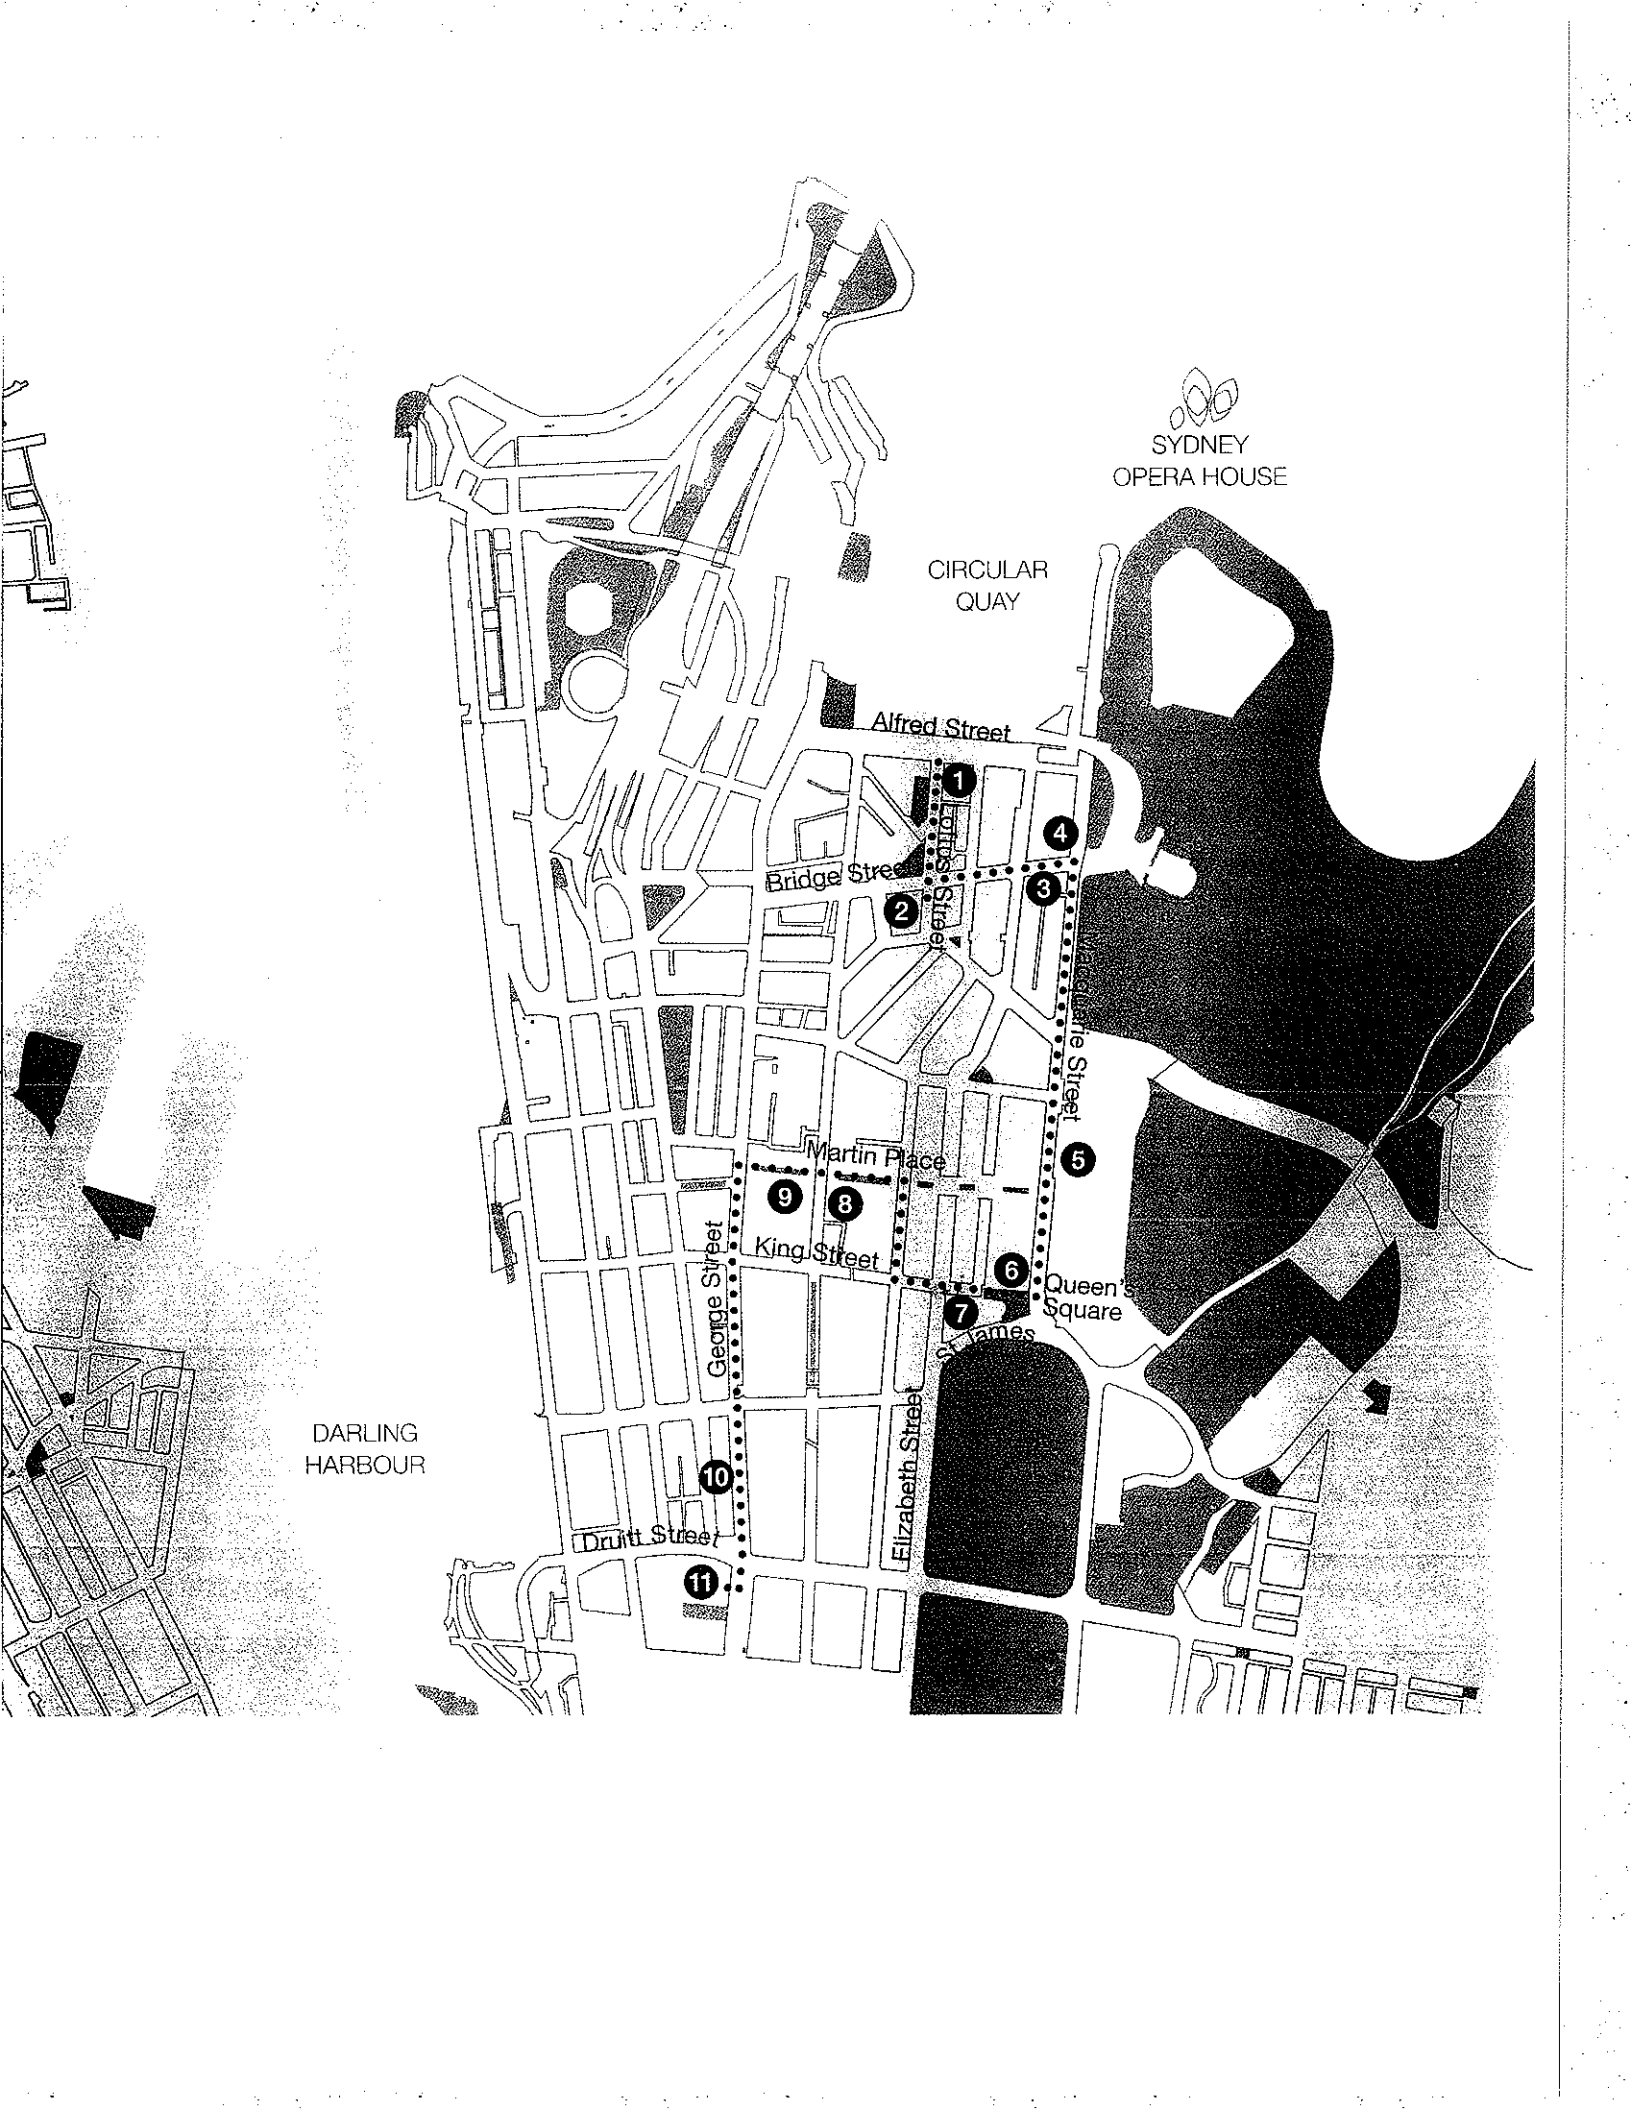 SYDNEY
OPERA HOUSE
CIRCULAR
QUAY
Alfred Street
1
Loftus Street
4
Bridge Street
3
2
Macquarie Street
Martin Place
5
9
8
King Street
George Street
6
Queen's
Square
7
St James
DARLING
HARBOUR
Elizabeth Street
10
Druitt Street
11